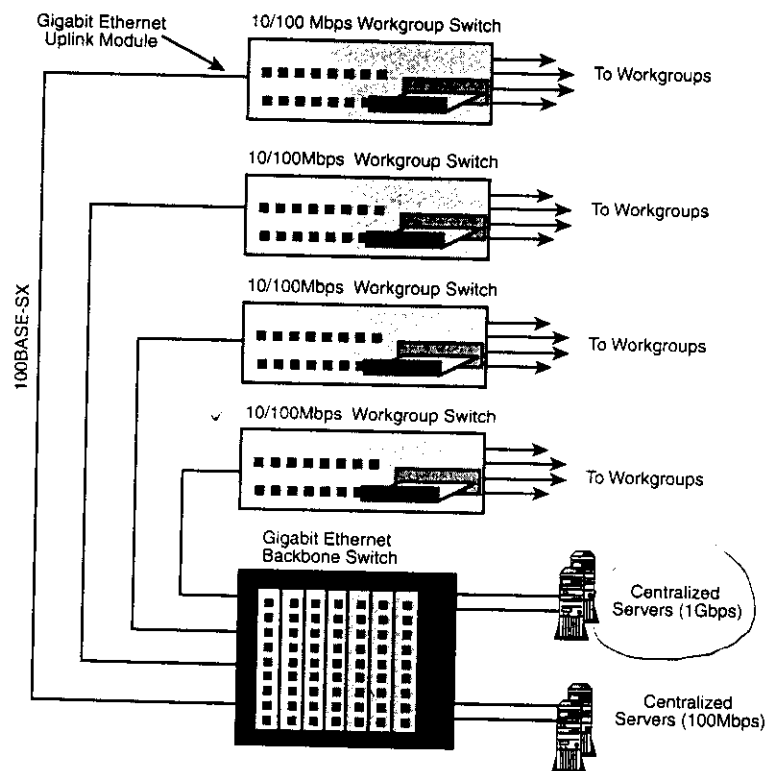 Gigabit Ethernet
Uplink Module
10/100 Mbps Workgroup Switch
To Workgroups
10/100Mbps Workgroup Switch
To Workgroups
100BASE-SX
10/100Mbps Workgroup Switch
To Workgroups
10/100Mbps Workgroup Switch
To Workgroups
Gigabit Ethernet
Backbone Switch
Centralized
Servers (1Gbps)
Centralized
Servers (100Mbps)